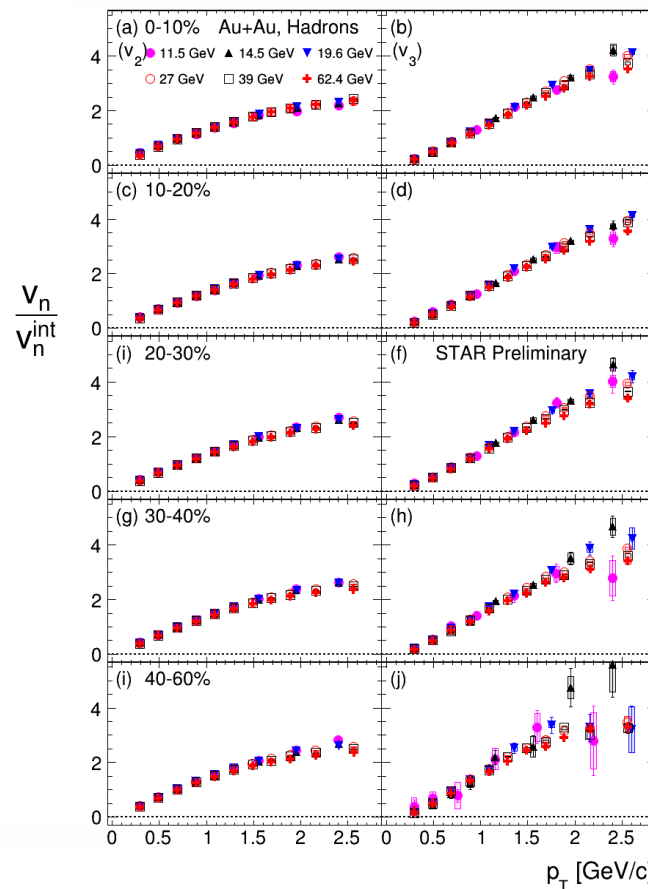 (a) 0-10% Au+Au, Hadrons
(v2)
11.5 GeV 14.5 GeV 19.6 GeV
27 GeV 39 GeV 62.4 GeV
(b)
(v3)
4
2
0
(c) 10-20%
(d)
4
2
0
vn
vn^int
(i) 20-30%
(f) STAR Preliminary
4
2
0
(g) 30-40%
(h)
4
2
0
(i) 40-60%
(j)
4
2
0
0 0.5 1 1.5 2 2.5 0 0.5 1 1.5 2 2.5
pT [GeV/c]